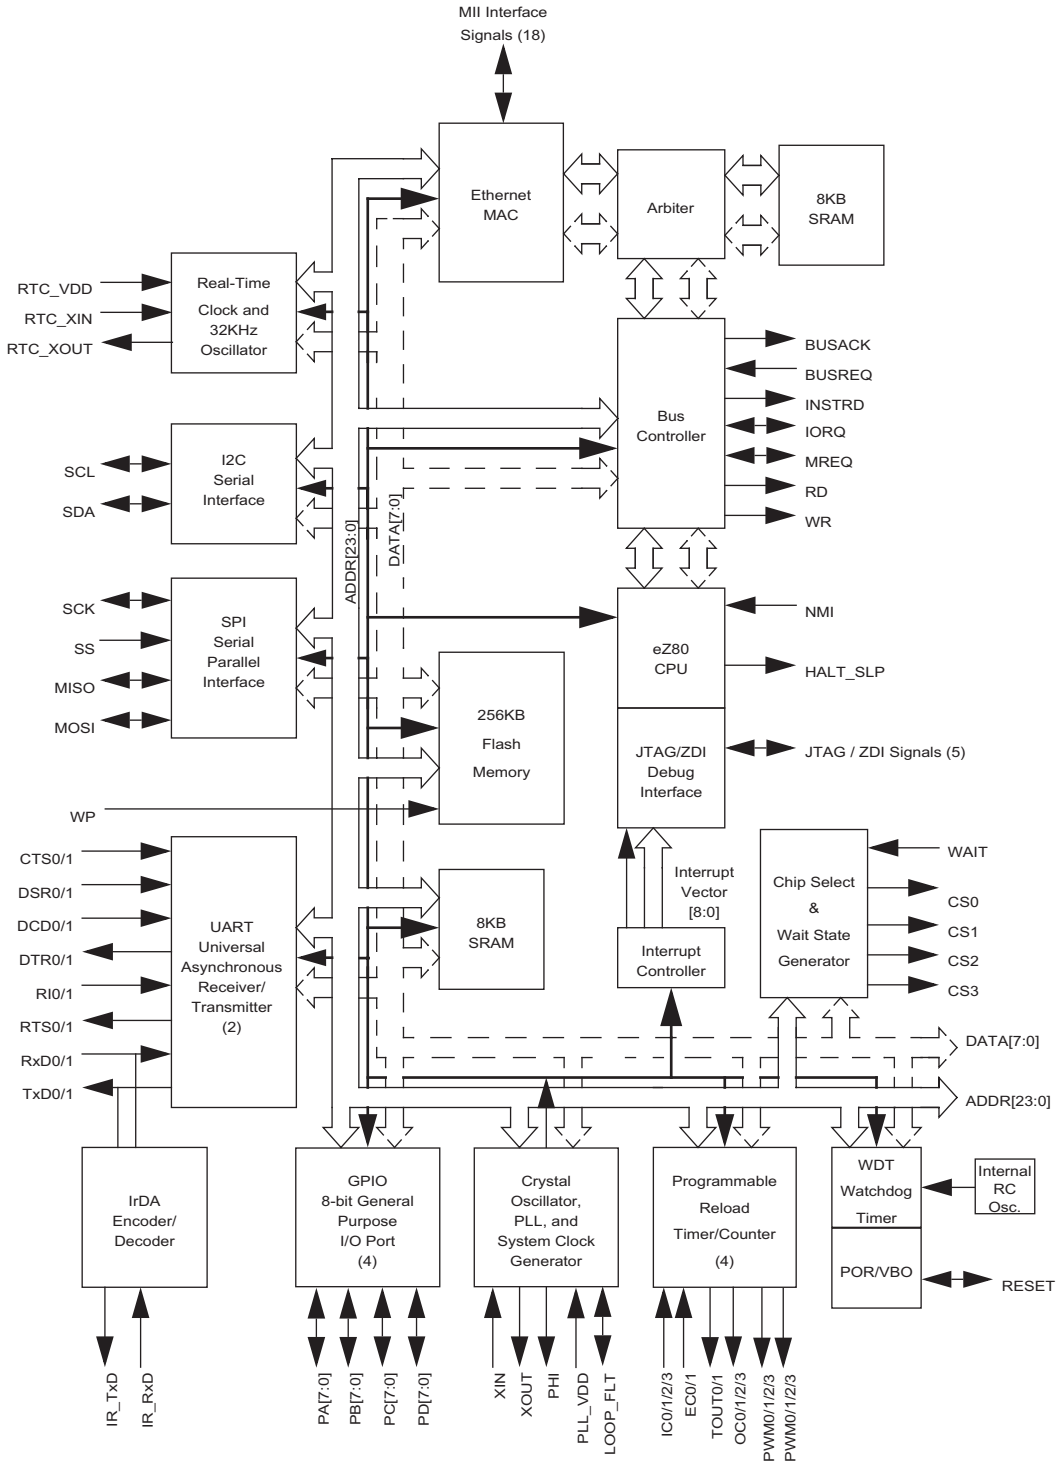 MII Interface
Signals (18)
Ethernet
MAC
Arbiter
8KB
SRAM
RTC_VDD
RTC_XIN
RTC_XOUT
Real-Time
Clock and
32KHz
Oscillator
Bus
Controller
BUSACK
BUSREQ
INSTRD
IORQ
MREQ
RD
WR
SCL
SDA
I2C
Serial
Interface
ADDR[23:0]
DATA[7:0]
SCK
SS
MISO
MOSI
SPI
Serial
Parallel
Interface
eZ80
CPU
NMI
HALT_SLP
256KB
Flash
Memory
JTAG/ZDI
Debug
Interface
JTAG / ZDI Signals (5)
WP
CTS0/1
DSR0/1
DCD0/1
DTR0/1
RI0/1
RTS0/1
RxD0/1
TxD0/1
UART
Universal
Asynchronous
Receiver/
Transmitter
(2)
8KB
SRAM
Interrupt
Vector
[8:0]
Interrupt
Controller
Chip Select
&
Wait State
Generator
WAIT
CS0
CS1
CS2
CS3
DATA[7:0]
ADDR[23:0]
IrDA
Encoder/
Decoder
GPIO
8-bit General
Purpose
I/O Port
(4)
Crystal
Oscillator,
PLL, and
System Clock
Generator
Programmable
Reload
Timer/Counter
(4)
WDT
Watchdog
Timer
Internal
RC
Osc.
POR/VBO
RESET
IR_TxD
IR_RxD
PA[7:0]
PB[7:0]
PC[7:0]
PD[7:0]
XIN
XOUT
PHI
PLL_VDD
LOOP_FLT
IC0/1/2/3
EC0/1
TOUT0/1
OC0/1/2/3
PWM0/1/2/3
PWM0/1/2/3